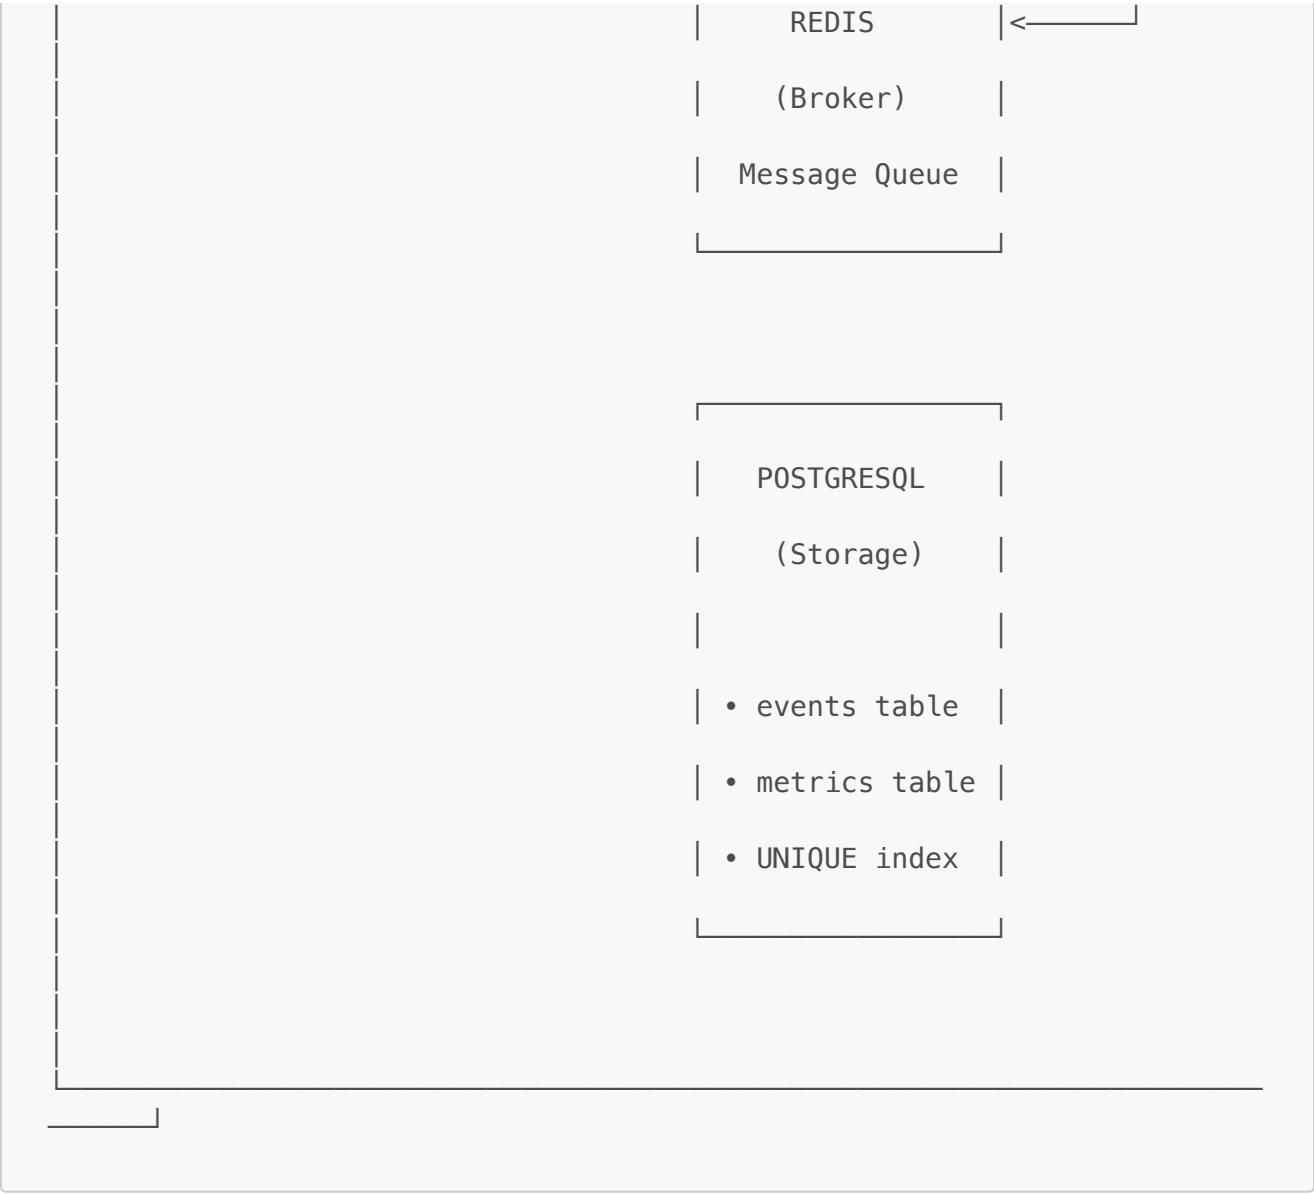 REDIS <
(Broker)
Message Queue
POSTGRESQL
(Storage)
• events table
• metrics table
• UNIQUE index